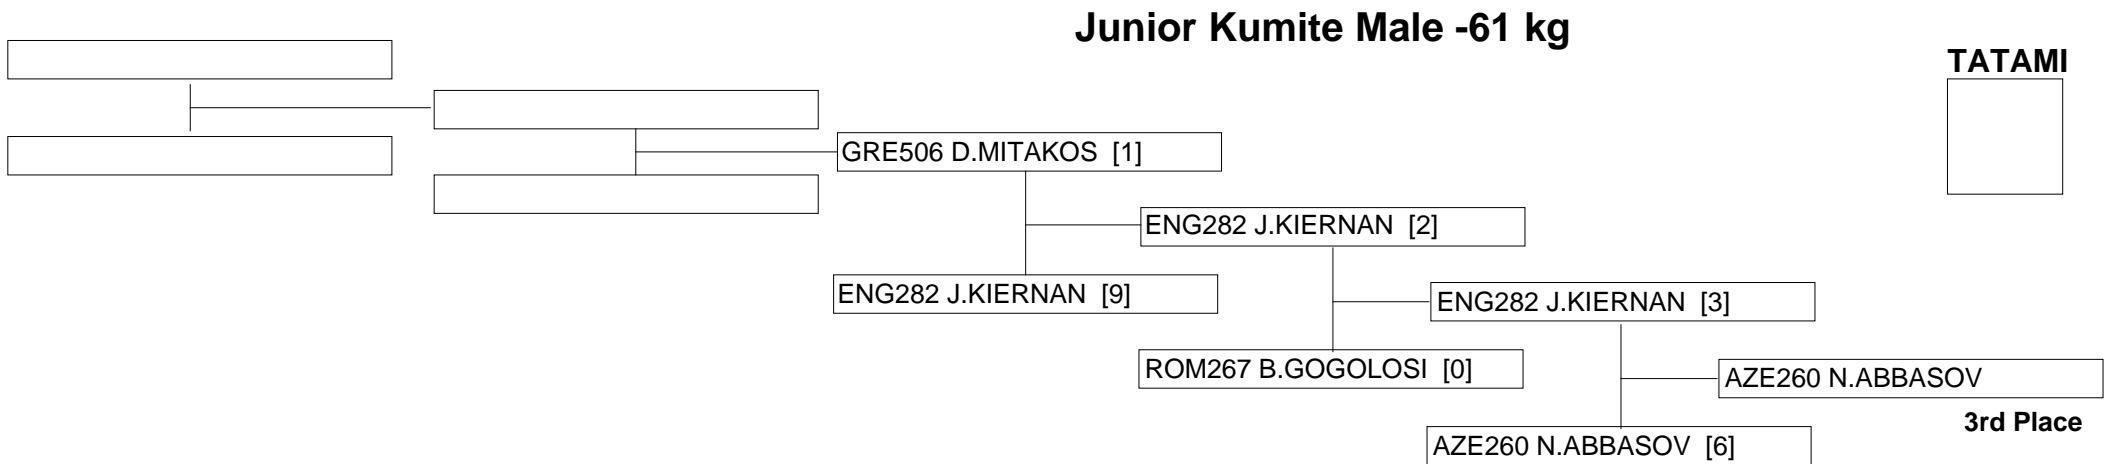 Junior Kumite Male -61 kg
TATAMI
GRE506 D.MITAKOS [1]
ENG282 J.KIERNAN [2]
ENG282 J.KIERNAN [9]
ENG282 J.KIERNAN [3]
ROM267 B.GOGOLOSI [0]
AZE260 N.ABBASOV
3rd Place
AZE260 N.ABBASOV [6]